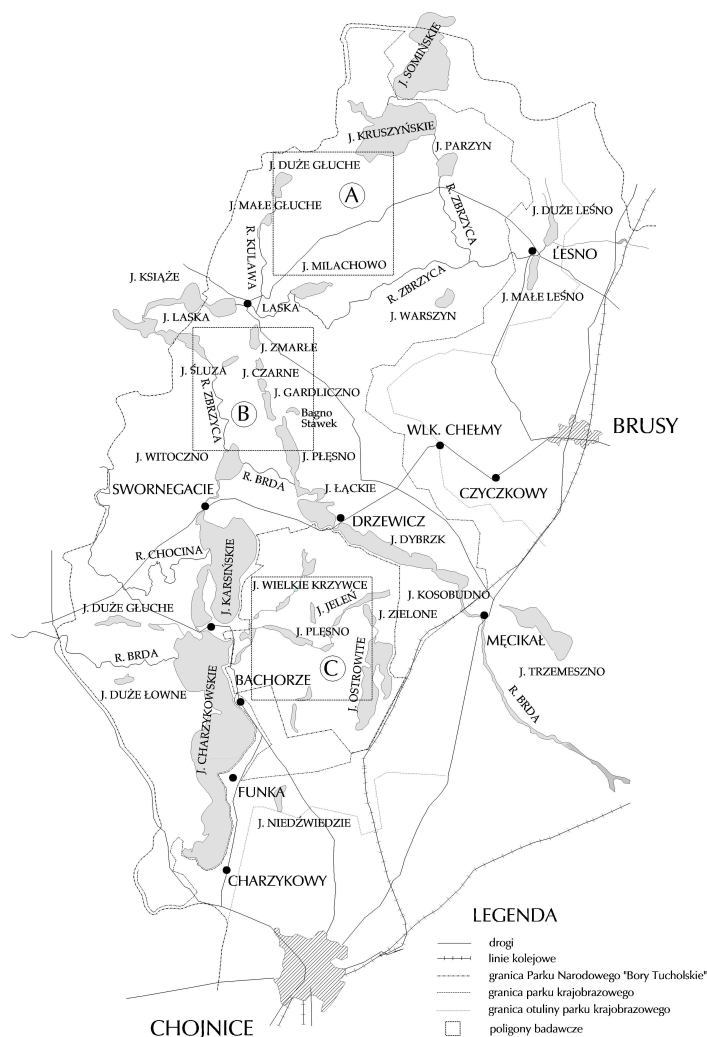 J. SOMIŃSKIE
J. KRUSZYŃSKIE
J. PARZYN
J. DUŻE GŁUCHE
A
J. MAŁE GŁUCHE
R. ZBRZYCA
J. DUŻE LEŚNO
R. KULAWA
LEŚNO
J. MILACHOWO
J. KSIĄŻE
R. ZBRZYCA
J. MAŁE LEŚNO
LASKA
J. LASKA
J. WARSZYN
J. ZMARŁE
J. ŚLUZA
J. CZARNE
R. ZBRZYCA
J. GARDLICZNO
B
Bagno
Stawek
BRUSY
WLK. CHEŁMY
J. WITOCZNO
J. PŁĘSNO
R. BRDA
CZYCZKOWY
SWORNEGACIE
J. ŁĄCKIE
DRZEWICZ
J. DYBRZK
R. CHOCINA
J. KARSIŃSKIE
J. WIELKIE KRZYWCE
J. JELEŃ
J. KOSOBUDNO
J. DUŻE GŁUCHE
J. ZIELONE
J. PLĘSNO
MĘCIKAŁ
R. BRDA
C
J. TRZEMESZNO
J. DUŻE ŁOWNE
BACHORZE
J. OSTROWITE
R. BRDA
J. CHARZYKOWSKIE
FUNKA
J. NIEDŹWIEDZIE
CHARZYKOWY
CHOJNICE
LEGENDA
drogi
linie kolejowe
granica Parku Narodowego "Bory Tucholskie"
granica parku krajobrazowego
granica otuliny parku krajobrazowego
poligony badawcze